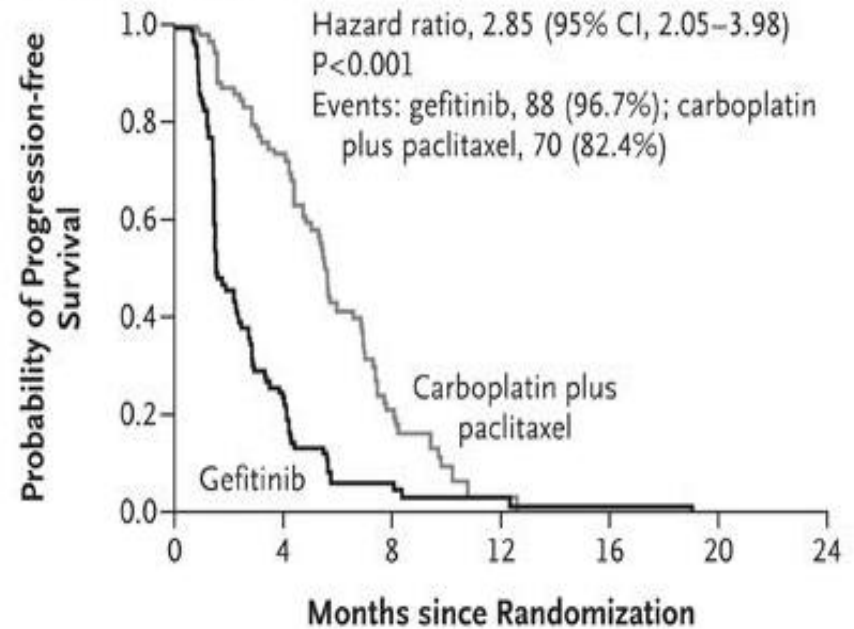 Hazard ratio, 2.85 (95% CI, 2.05–3.98)
P<0.001
Events: gefitinib, 88 (96.7%); carboplatin
plus paclitaxel, 70 (82.4%)
Probability of Progression-free
Survival
1.0
0.8
0.6
0.4
0.2
0.0
Carboplatin plus
paclitaxel
Gefitinib
0 4 8 12 16 20 24
Months since Randomization